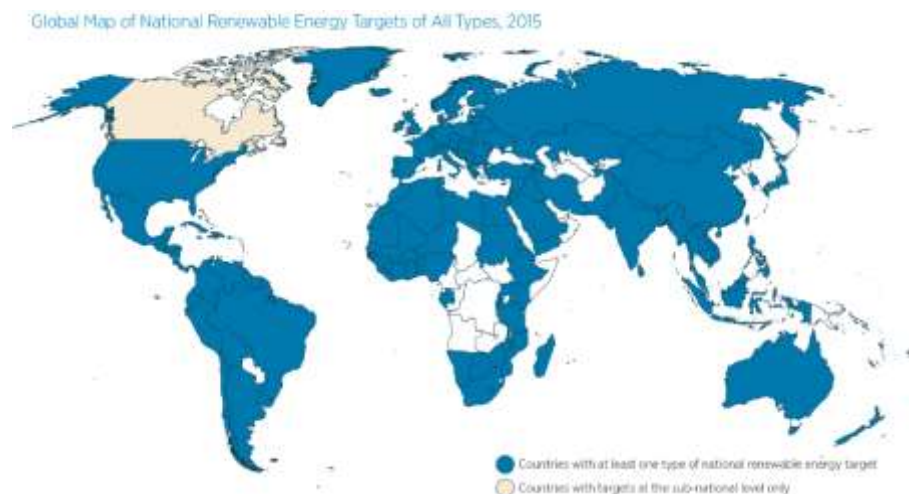 Global Map of National Renewable Energy Targets of All Types, 2015
Countries with at least one type of national renewable energy target
Countries with targets at the sub-national level only